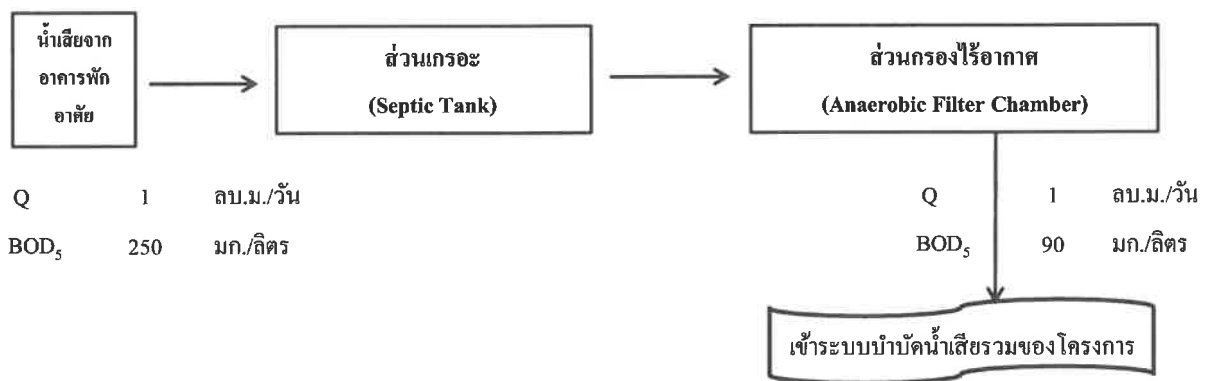 น้ำเสียจาก
อาคารพัก
อาศัย
ส่วนเกรอะ
(Septic Tank)
ส่วนกรองไร้อากาศ
(Anaerobic Filter Chamber)
Q 1 ลบ.ม./วัน
BOD5 250 มก./ลิตร
Q 1 ลบ.ม./วัน
BOD5 90 มก./ลิตร
เข้าระบบบำบัดน้ำเสียรวมของโครงการ